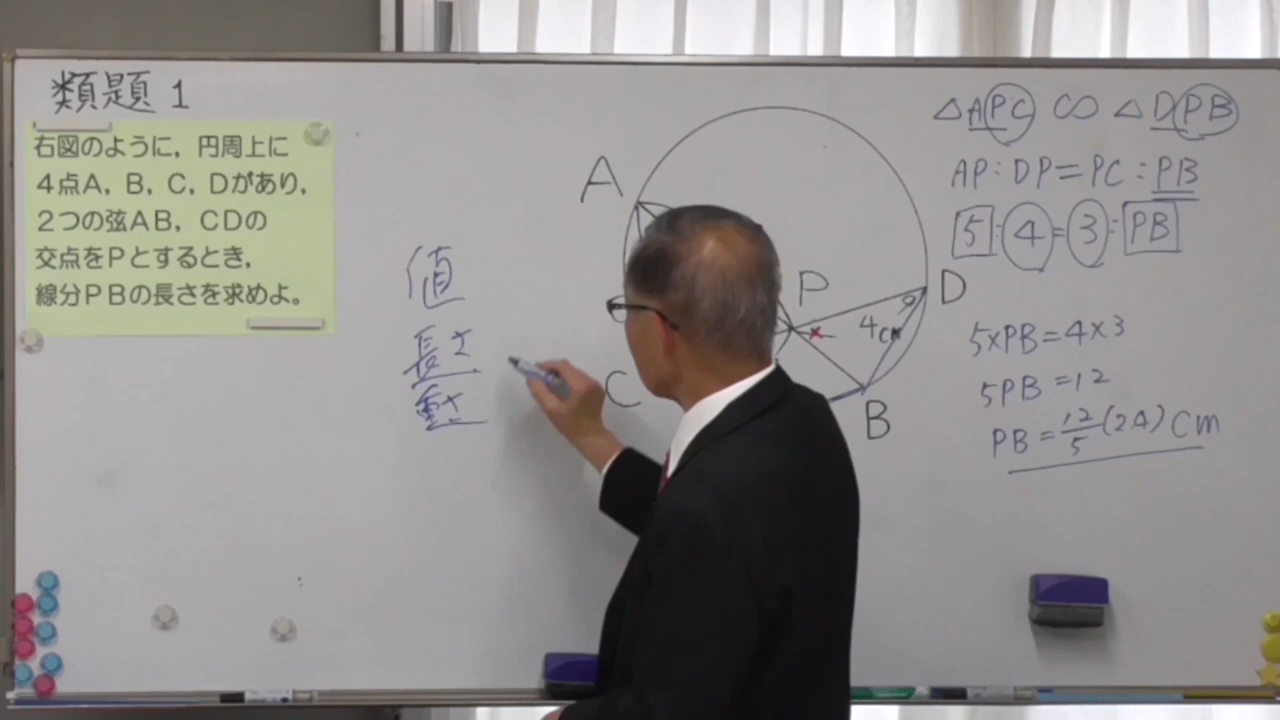 類題1
右図のように，円周上に
4点A，B，C，Dがあり，
2つの弦AB，CDの
交点をPとするとき，
線分PBの長さを求めよ。
値
長さ
重さ
A
P
D
4c
C
B
△APC ∽ △DPB
AP:DP=PC:PB
5:4=3:PB
5×PB=4×3
5PB=12
PB=12/5(2.4)cm